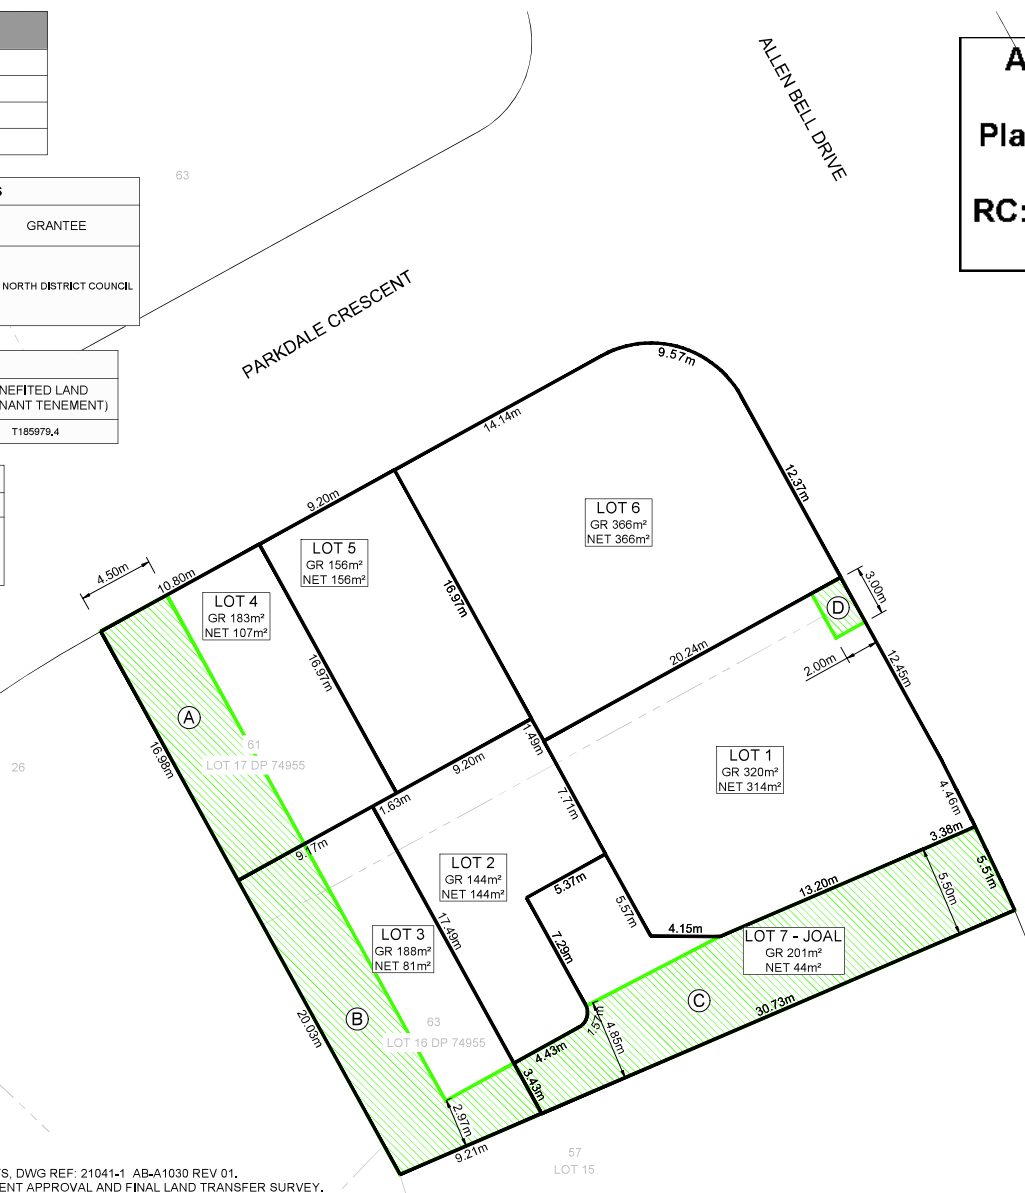 A
Pla
RC:
S
GRANTEE
NORTH DISTRICT COUNCIL
NEFITED LAND
NANT TENEMENT)
T185979.4
ALLEN BELL DRIVE
63
PARKDALE CRESCENT
9.57m
14.14m
12.37m
9.20m
LOT 6
GR 366m²
NET 366m²
LOT 5
GR 156m²
NET 156m²
4.50m
10.80m
LOT 4
GR 183m²
NET 107m²
16.97m
16.97m
3.00m
D
2.00m
12.45m
20.24m
A
16.98m
61
LOT 17 DP 74955
26
1.49m
9.20m
LOT 1
GR 320m²
NET 314m²
7.71m
1.63m
4.46m
3.38m
9.17m
LOT 2
GR 144m²
NET 144m²
5.37m
5.57m
13.20m
5.50m
5.51m
17.49m
4.15m
LOT 3
GR 188m²
NET 81m²
7.29m
LOT 7 - JOAL
GR 201m²
NET 44m²
C
30.73m
B
20.03m
63
LOT 16 DP 74955
1.57m
4.85m
4.43m
3.43m
2.97m
9.21m
57
LOT 15
S, DWG REF: 21041-1 AB-A1030 REV 01.
ENT APPROVAL AND FINAL LAND TRANSFER SURVEY.